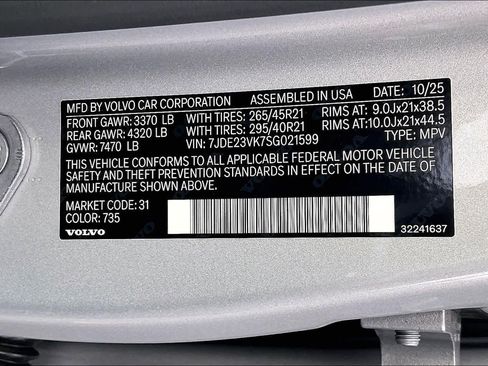 MFD BY VOLVO CAR CORPORATION ASSEMBLED IN USA DATE: 10/25
FRONT GAWR: 3370 LB WITH TIRES: 265/45R21 RIMS AT: 9.0Jx21x38.5
REAR GAWR: 4320 LB WITH TIRES: 295/40R21 RIMS AT:10.0Jx21x44.5
GVWR: 7470 LB VIN: 7JDE23VK7SG021599 TYPE: MPV
THIS VEHICLE CONFORMS TO ALL APPLICABLE FEDERAL MOTOR VEHICLE
SAFETY AND THEFT PREVENTION STANDARDS IN EFFECT ON THE DATE OF
MANUFACTURE SHOWN ABOVE.
MARKET CODE: 31
COLOR: 735
VOLVO 32241637